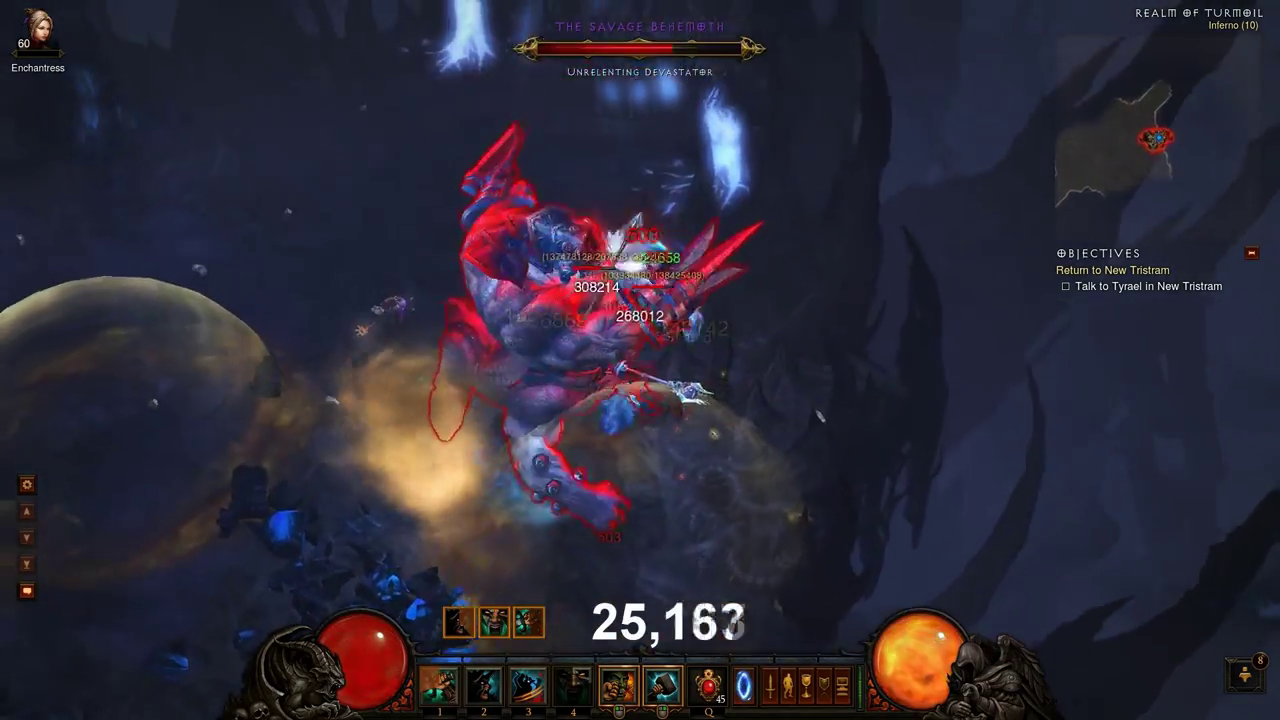 THE SAVAGE BEHEMOTH
UNRELENTING DEVASTATOR
REALM OF TURMOIL
Inferno (10)
60
Enchantress
OBJECTIVES
Return to New Tristram
Talk to Tyrael in New Tristram
308214
268012
25,163
1
2
3
4
Q
45
8